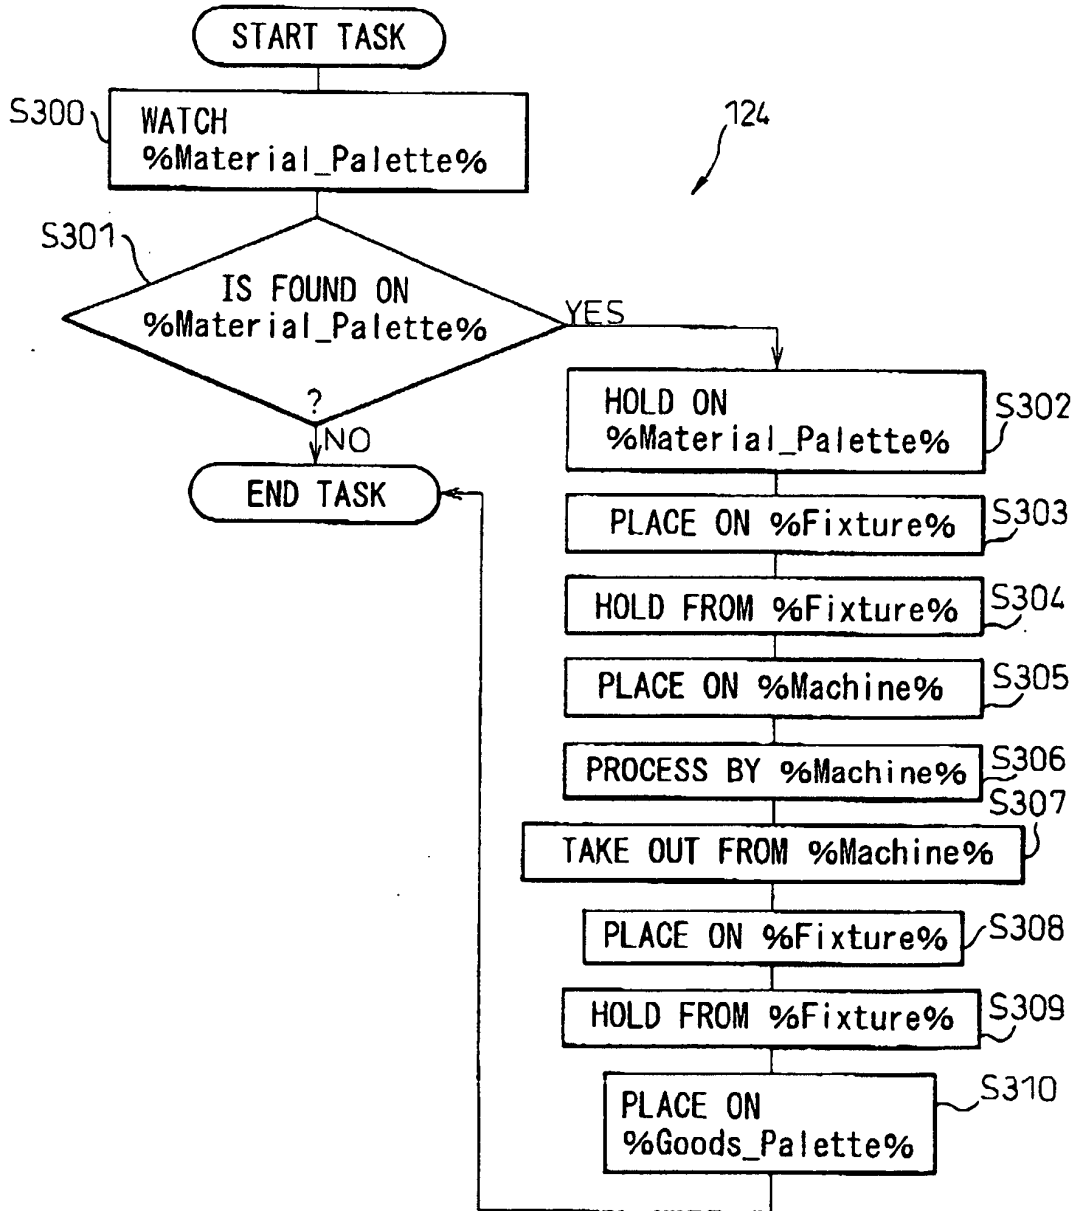 START TASK
S300
WATCH
%Material_Palette%
124
S301
IS FOUND ON
%Material_Palette%
?
YES
NO
END TASK
HOLD ON
%Material_Palette%
S302
PLACE ON %Fixture%
S303
HOLD FROM %Fixture%
S304
PLACE ON %Machine%
S305
PROCESS BY %Machine%
S306
S307
TAKE OUT FROM %Machine%
PLACE ON %Fixture%
S308
HOLD FROM %Fixture%
S309
PLACE ON
%Goods_Palette%
S310